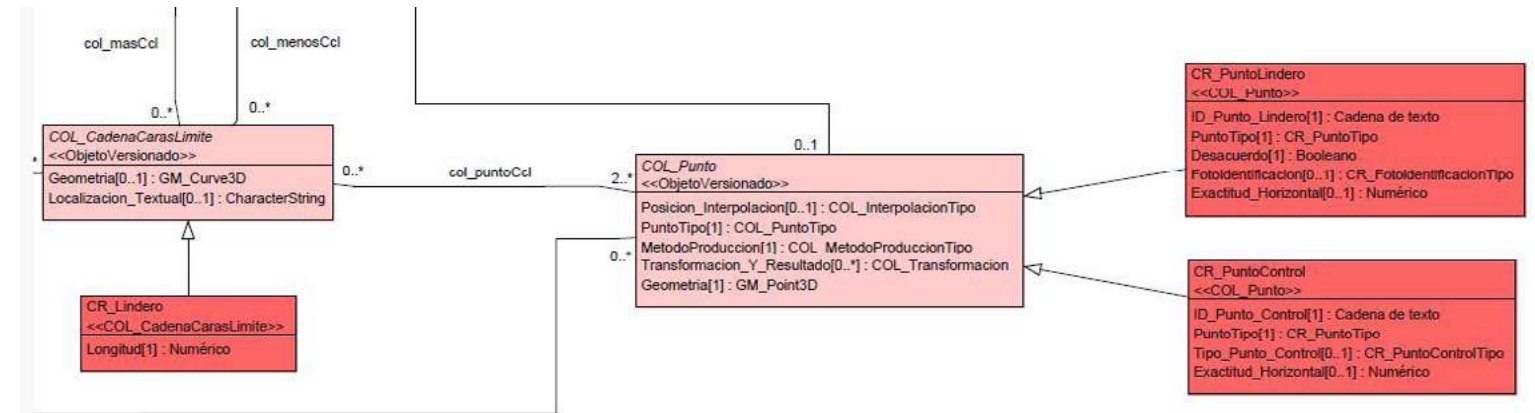 col_masCcl
col_menosCcl
0..*
0..*
COL_CadenaCarasLimite
<<ObjetoVersionado>>
Geometria[0..1] : GM_Curve3D
Localizacion_Textual[0..1] : CharacterString
*
0..*
col_puntoCcl
2..*
0..1
0..*
COL_Punto
<<ObjetoVersionado>>
Posicion_Interpolacion[0..1] : COL_InterpolacionTipo
PuntoTipo[1] : COL_PuntoTipo
MetodoProduccion[1] : COL_MetodoProduccionTipo
Transformacion_Y_Resultado[0..*] : COL_Transformacion
Geometria[1] : GM_Point3D
CR_PuntoLindero
<<COL_Punto>>
ID_Punto_Lindero[1] : Cadena de texto
PuntoTipo[1] : CR_PuntoTipo
Desacuerdo[1] : Booleano
FotoIdentificacion[0..1] : CR_FotoIdentificacionTipo
Exactitud_Horizontal[0..1] : Numérico
CR_Lindero
<<COL_CadenaCarasLimite>>
Longitud[1] : Numérico
CR_PuntoControl
<<COL_Punto>>
ID_Punto_Control[1] : Cadena de texto
PuntoTipo[1] : CR_PuntoTipo
Tipo_Punto_Control[0..1] : CR_PuntoControlTipo
Exactitud_Horizontal[0..1] : Numérico